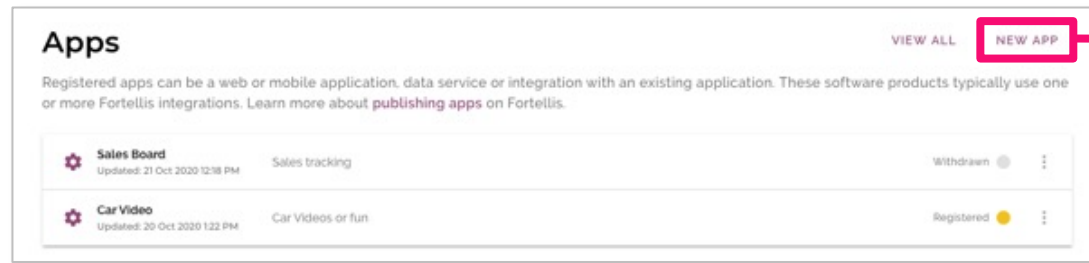 Apps
VIEW ALL
NEW APP
Registered apps can be a web or mobile application, data service or integration with an existing application. These software products typically use one
or more Fortellis integrations. Learn more about publishing apps on Fortellis.
Sales Board
Updated: 21 Oct 2020 12:18 PM
Sales tracking
Withdrawn
Car Video
Updated: 20 Oct 2020 1:22 PM
Car Videos or fun
Registered